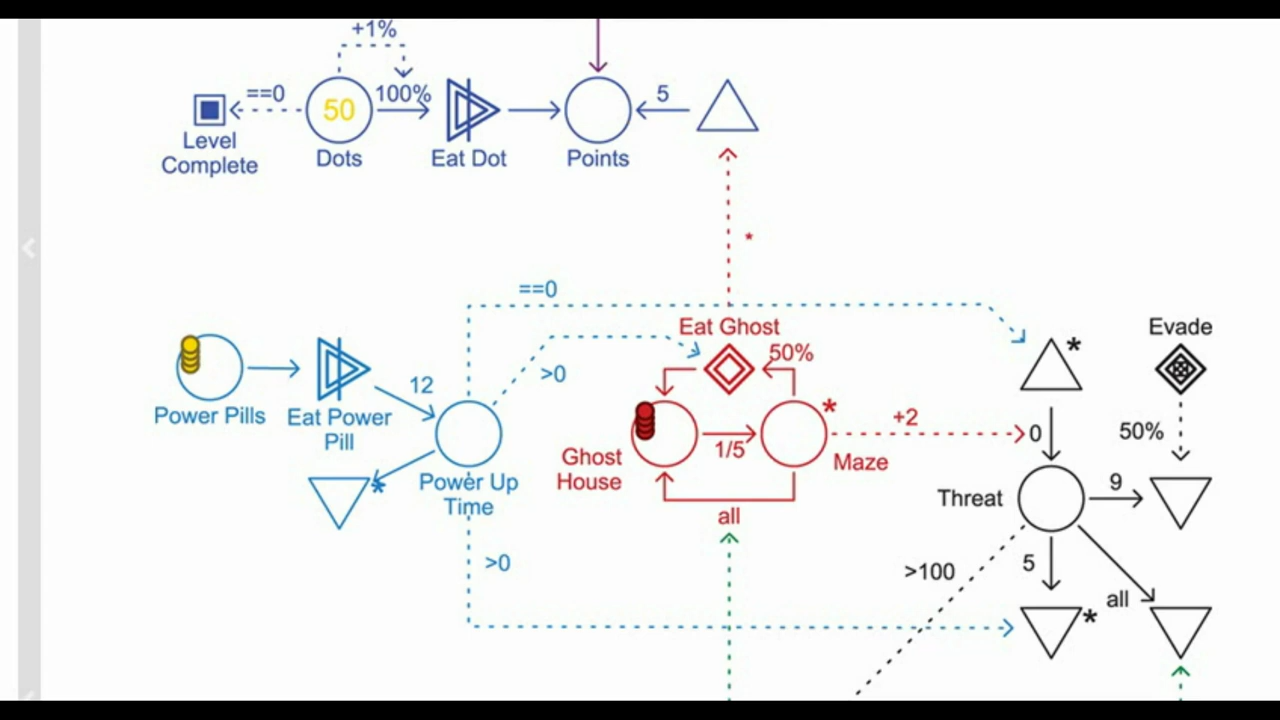 +1%
==0
50
100%
5
Level
Complete
Dots
Eat Dot
Points
*
==0
Eat Ghost
Evade
50%
*
>0
12
Power Pills
Eat Power
Pill
*
+2
0
50%
1/5
Ghost
House
Maze
Power Up
Time
*
9
Threat
all
>0
>100
5
all
*